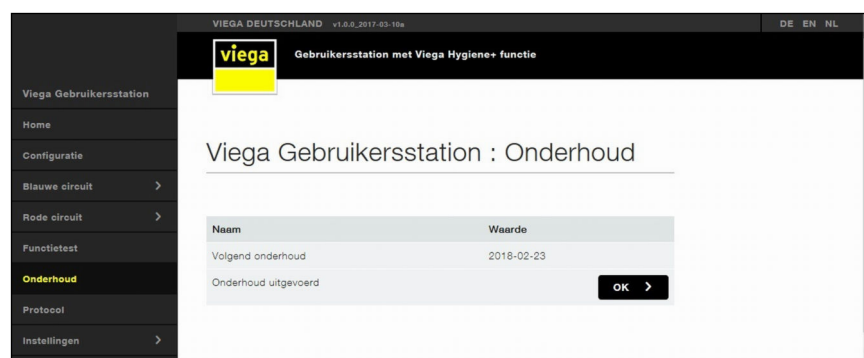 VIEGA DEUTSCHLAND v1.0.0_2017-03-10a
DE EN NL
viega
Gebruikersstation met Viega Hygiene+ functie
Viega Gebruikersstation
Home
Configuratie
Blauwe circuit
Rode circuit
Functietest
Onderhoud
Protocol
Instellingen
Viega Gebruikersstation : Onderhoud
Naam Waarde
Volgend onderhoud 2018-02-23
Onderhoud uitgevoerd OK